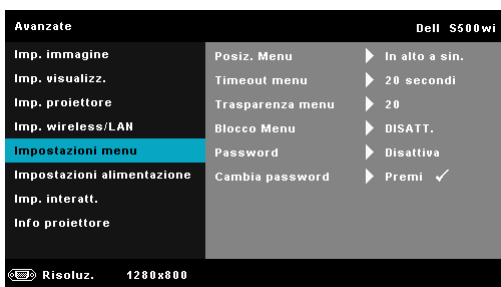 Avanzate Dell S500wi
Imp. immagine
Imp. visualizz.
Imp. proiettore
Imp. wireless/LAN
Impostazioni menu
Impostazioni alimentazione
Imp. interatt.
Info proiettore
Posiz. Menu In alto a sin.
Timeout menu 20 secondi
Trasparenza menu 20
Blocco Menu DISATT.
Password Disattiva
Cambia password Premi ✓
Risoluz. 1280x800